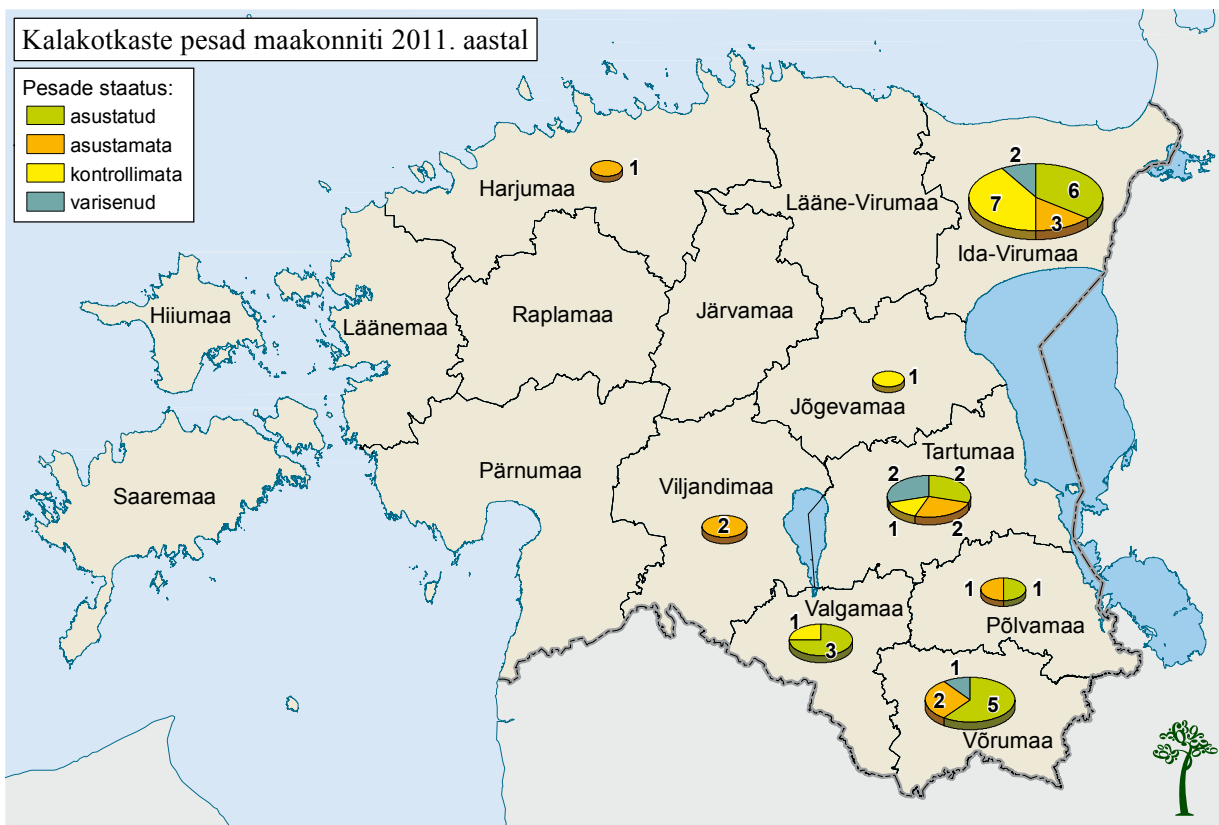 Kalakotkaste pesad maakonniti 2011. aastal
Pesade staatus:
asustatud
asustamata
kontrollimata
varisenud
1
Harjumaa
Lääne-Virumaa
2
6
7
3
Ida-Virumaa
Hiiumaa
Läänemaa
Raplamaa
Järvamaa
1
Jõgevamaa
Tartumaa
2
2
1
2
Saaremaa
Pärnumaa
Viljandimaa
2
Valgamaa
1
3
1
1
Põlvamaa
1
2
5
Võrumaa